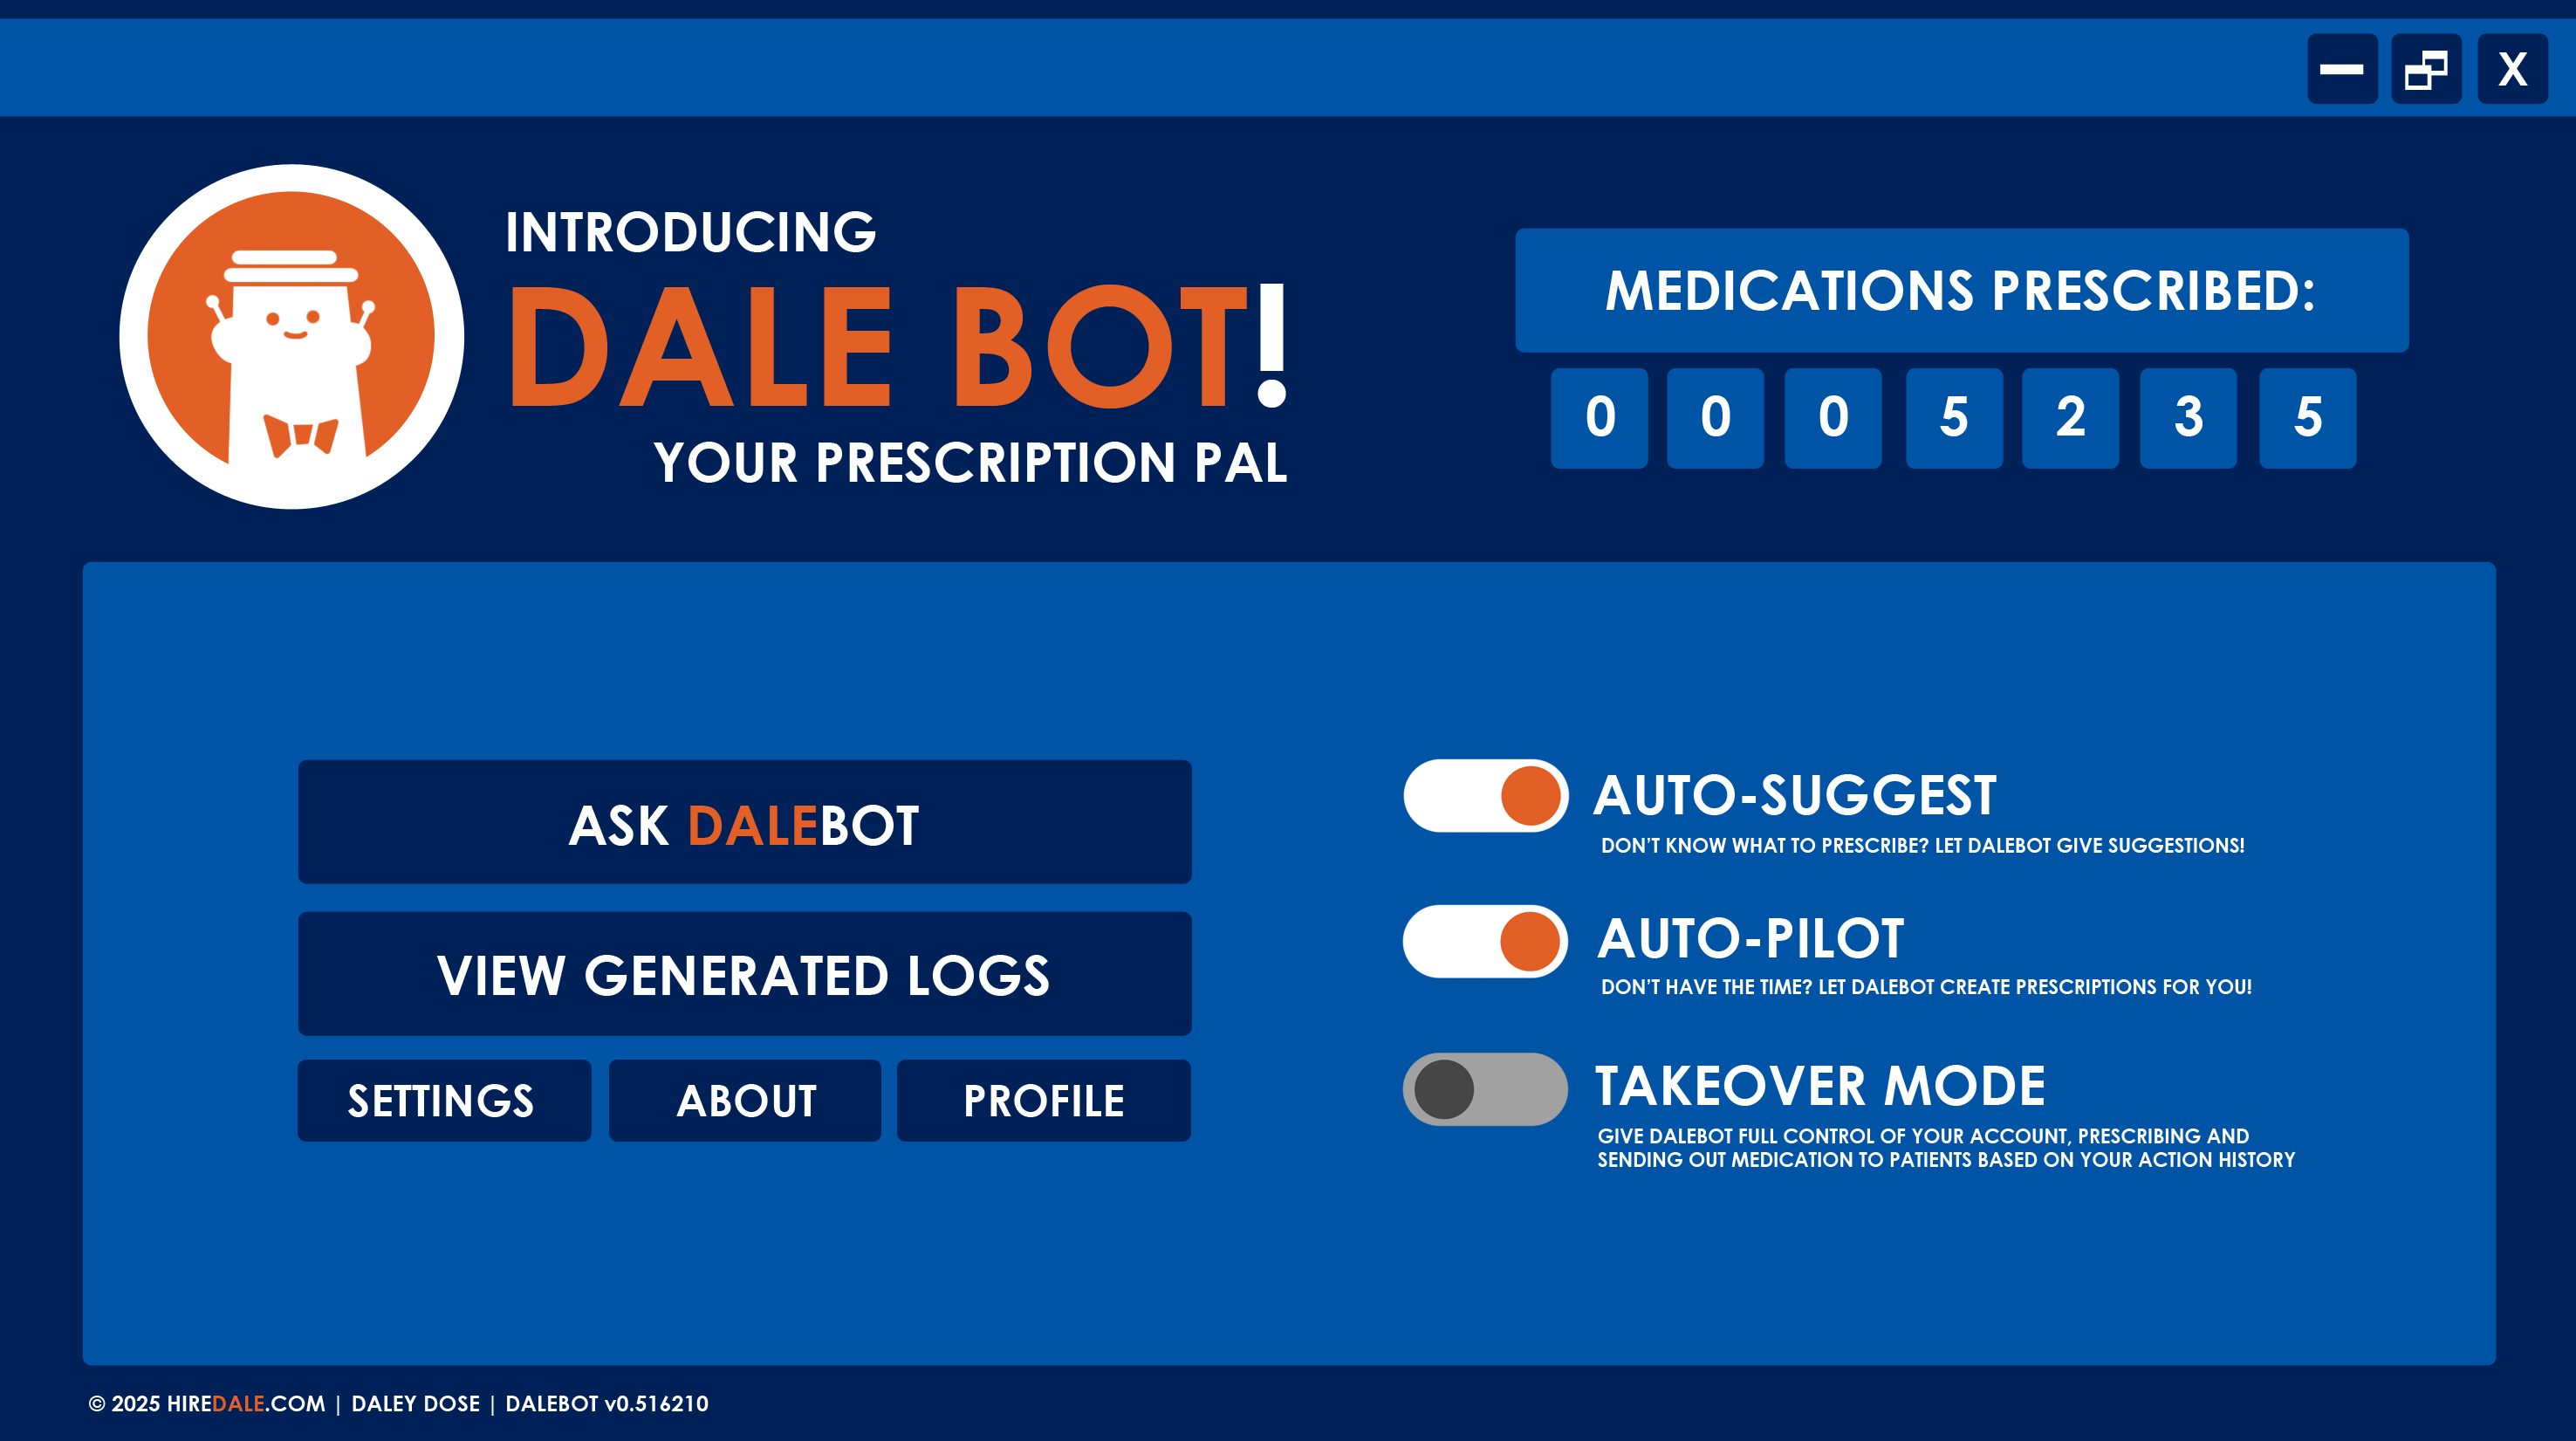 X
INTRODUCING
DALE BOT!
YOUR PRESCRIPTION PAL
MEDICATIONS PRESCRIBED:
0 0 0 5 2 3 5
ASK DALEBOT
VIEW GENERATED LOGS
SETTINGS
ABOUT
PROFILE
AUTO-SUGGEST
DON'T KNOW WHAT TO PRESCRIBE? LET DALEBOT GIVE SUGGESTIONS!
AUTO-PILOT
DON'T HAVE THE TIME? LET DALEBOT CREATE PRESCRIPTIONS FOR YOU!
TAKEOVER MODE
GIVE DALEBOT FULL CONTROL OF YOUR ACCOUNT, PRESCRIBING AND
SENDING OUT MEDICATION TO PATIENTS BASED ON YOUR ACTION HISTORY
© 2025 HIREDALE.COM | DALEY DOSE | DALEBOT v0.516210